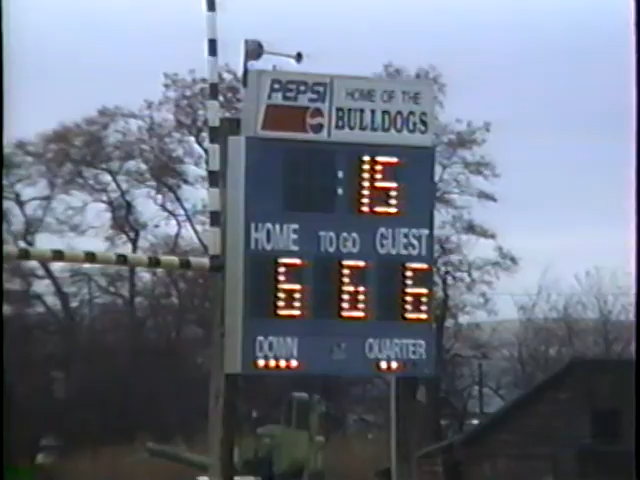 PEPSI
HOME OF THE
BULLDOGS
: 15
HOME TO GO GUEST
6 6 6
DOWN QUARTER